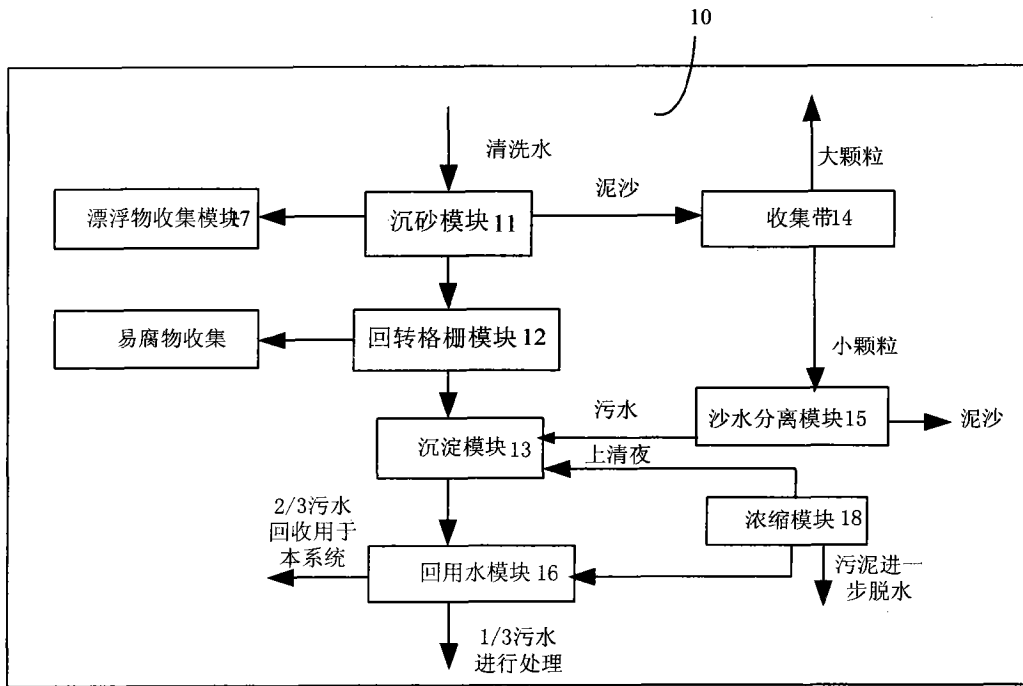 10
清洗水
大颗粒
泥沙
漂浮物收集模块17
沉砂模块11
收集带14
易腐物收集
回转格栅模块12
小颗粒
污水
沙水分离模块15
泥沙
沉淀模块13
上清夜
2/3污水
回收用于
本系统
浓缩模块18
回用水模块16
污泥进一
步脱水
1/3污水
进行处理